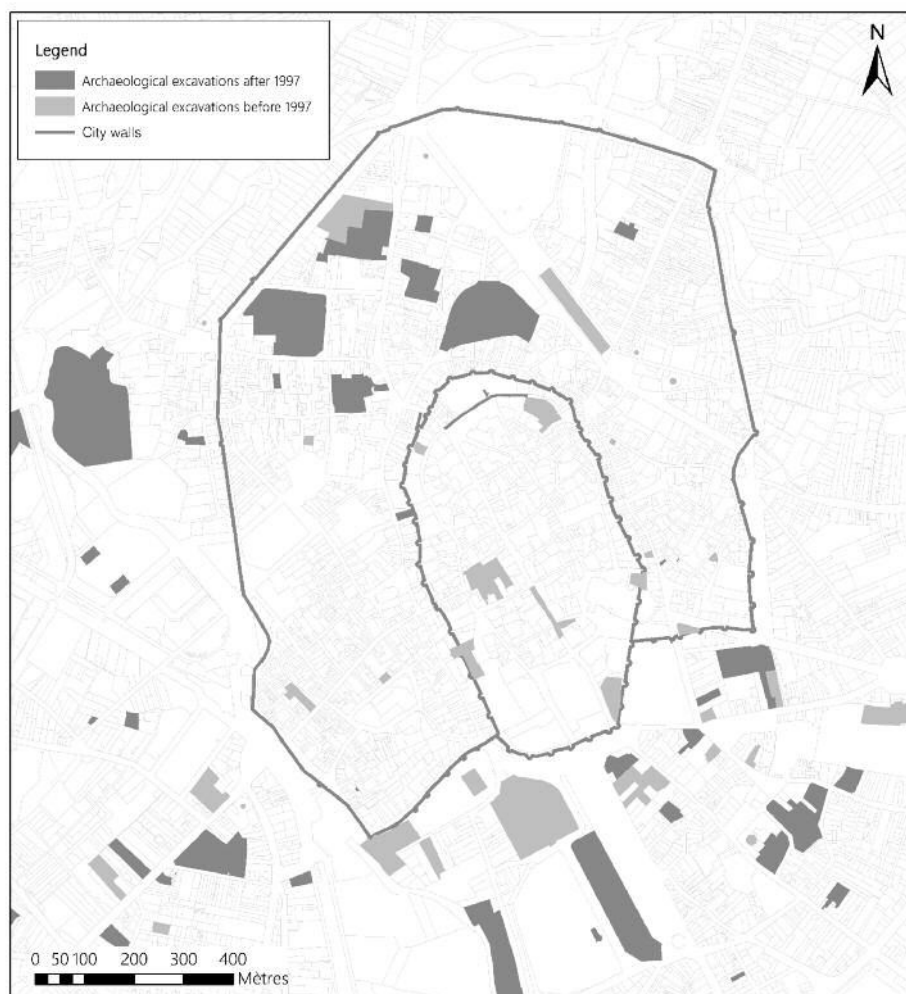 Legend
Archaeological excavations after 1997
Archaeological excavations before 1997
City walls
N
0 50 100 200 300 400
Mètres